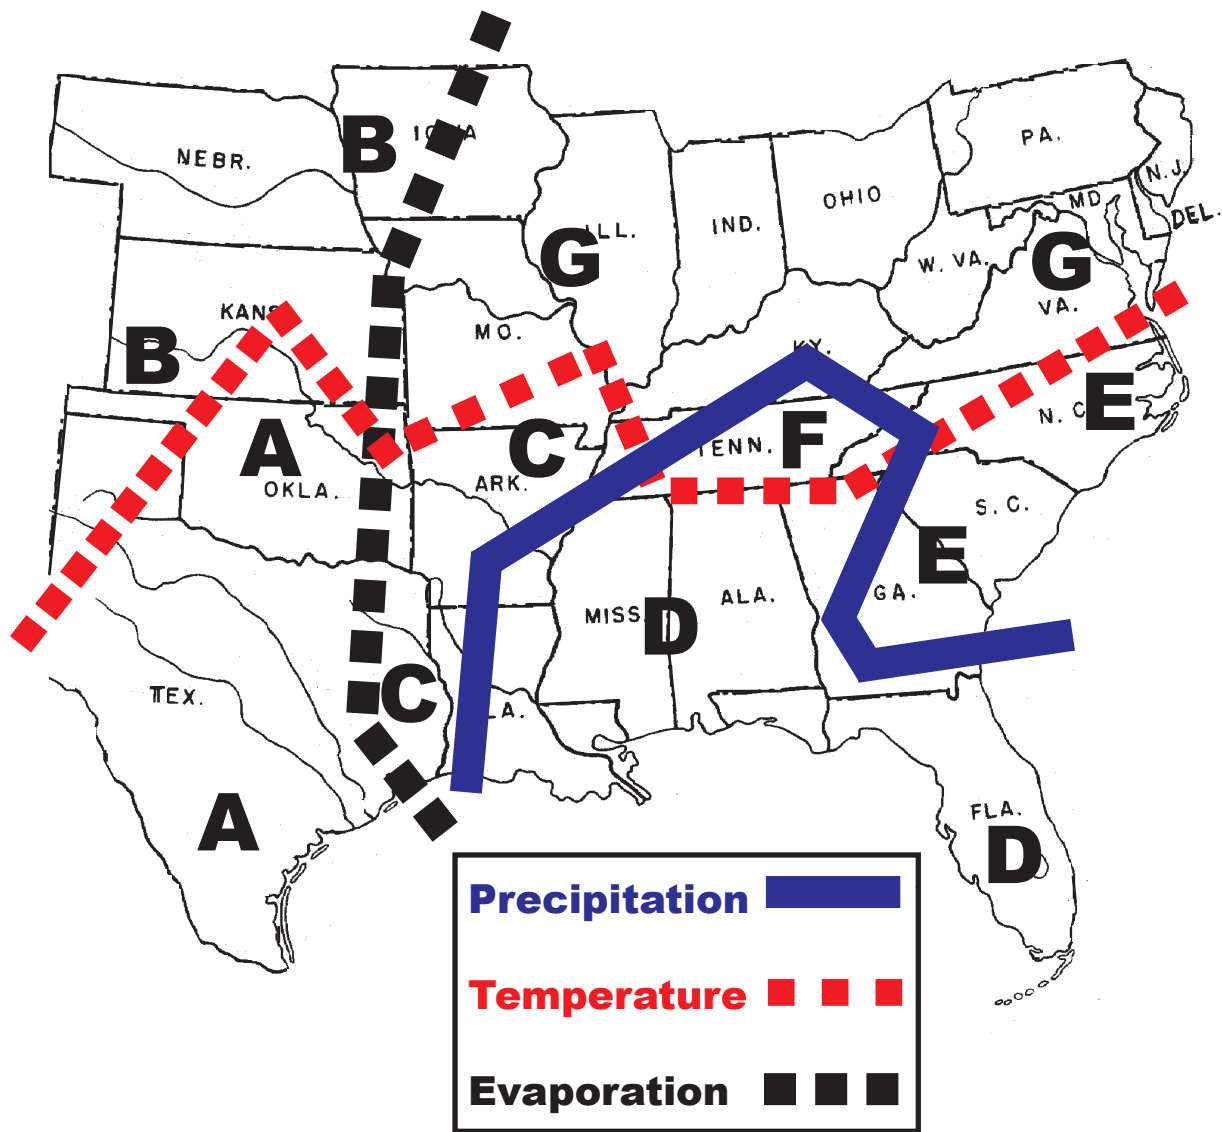 B
IOWA
NEBR.
PA.
N.J.
MD.
DEL.
OHIO
IND.
ILL.
G
W. VA.
G
VA.
KANS
MO.
B
KY.
E
N. C
A
C
F
TENN.
OKLA.
ARK.
S. C.
E
GA.
ALA.
MISS.
D
C
TEX.
LA.
A
FLA.
D
Precipitation
Temperature
Evaporation